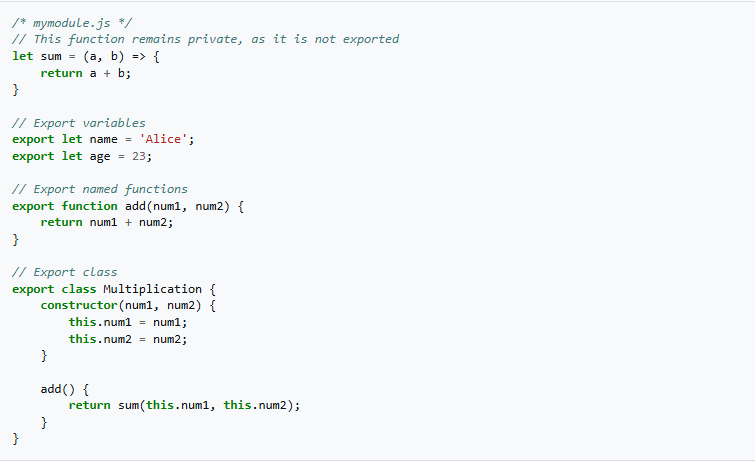 /* mymodule.js */
// This function remains private, as it is not exported
let sum = (a, b) => {
    return a + b;
}

// Export variables
export let name = 'Alice';
export let age = 23;

// Export named functions
export function add(num1, num2) {
    return num1 + num2;
}

// Export class
export class Multiplication {
    constructor(num1, num2) {
        this.num1 = num1;
        this.num2 = num2;
    }

    add() {
        return sum(this.num1, this.num2);
    }
}